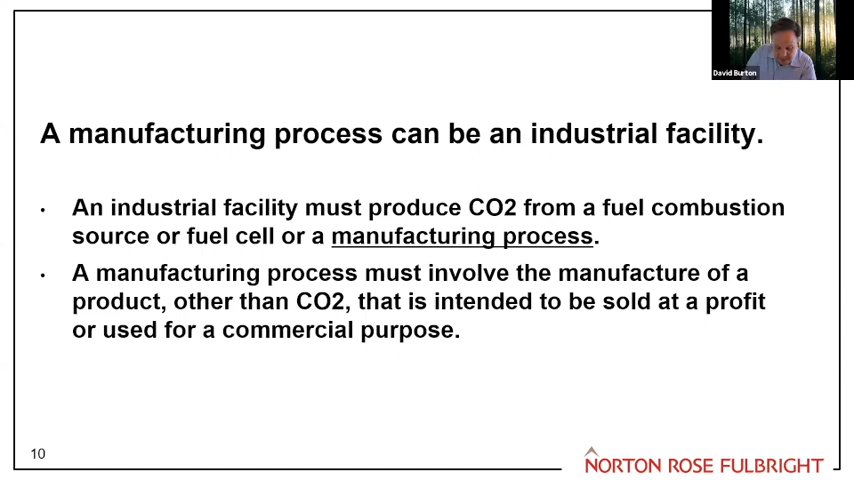 David Burton
A manufacturing process can be an industrial facility.
• An industrial facility must produce CO2 from a fuel combustion
source or fuel cell or a manufacturing process.
• A manufacturing process must involve the manufacture of a
product, other than CO2, that is intended to be sold at a profit
or used for a commercial purpose.
10
NORTON ROSE FULBRIGHT